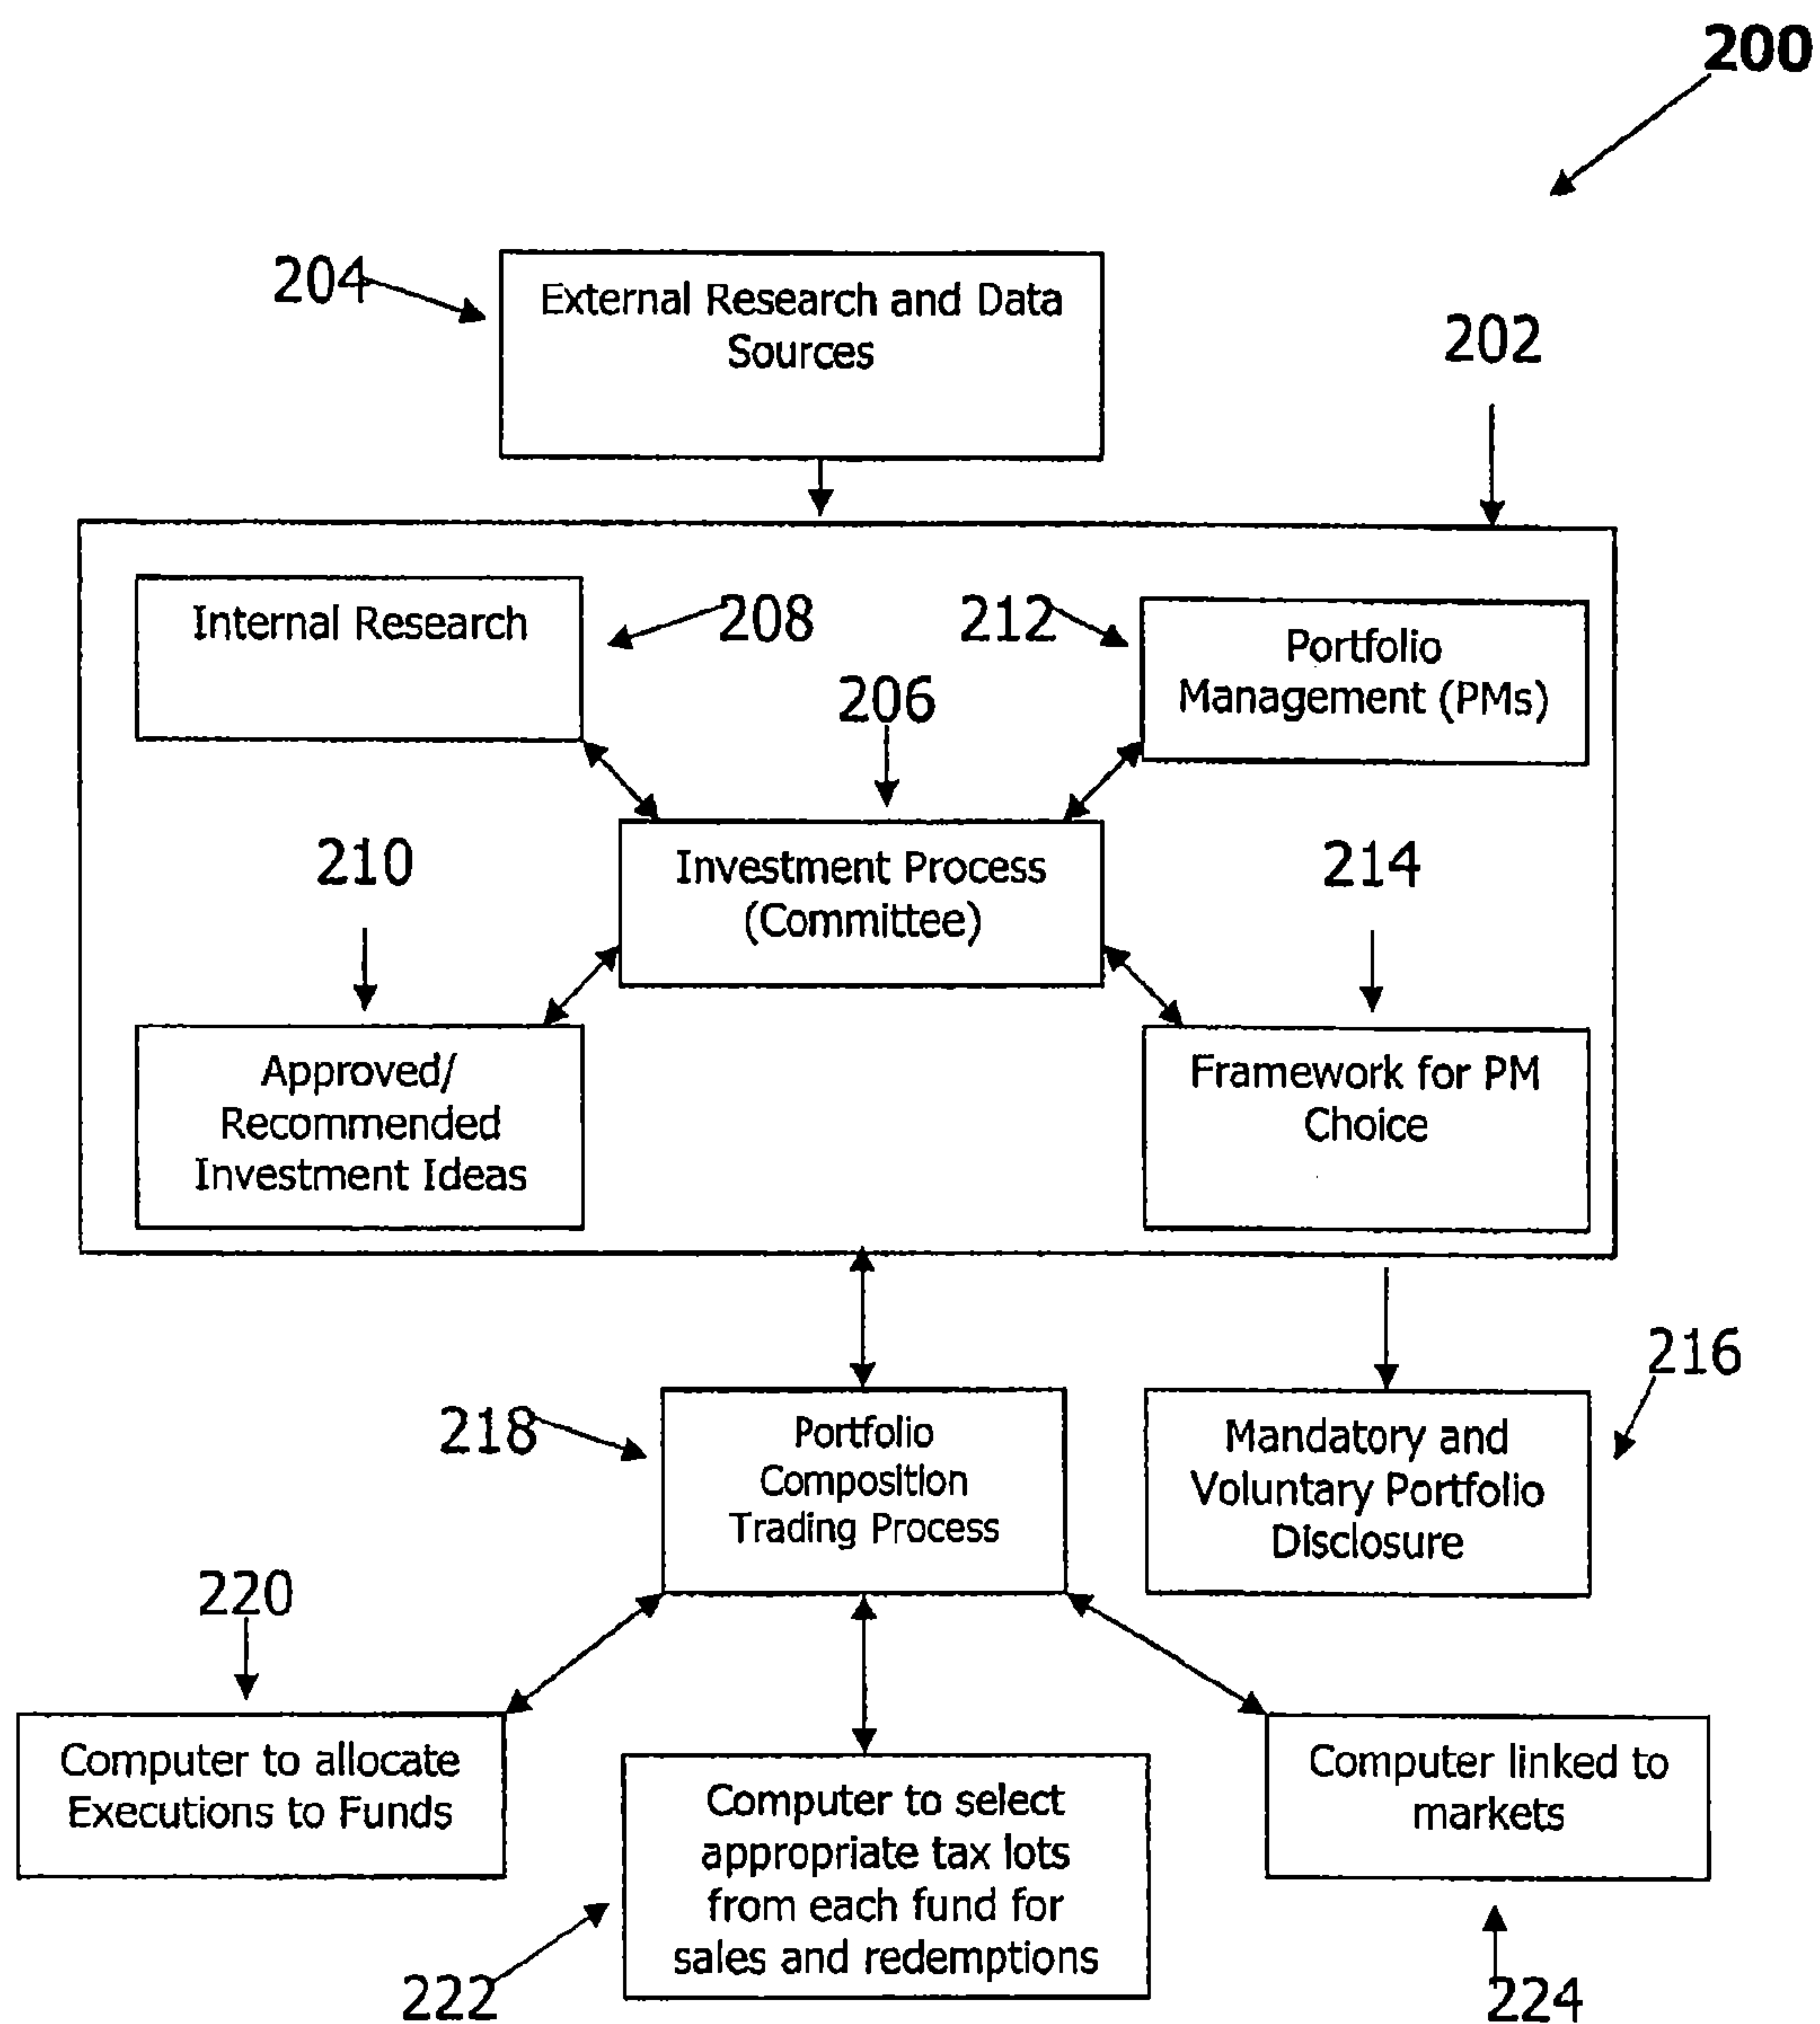 200
204
External Research and Data
Sources
202
Internal Research
208
212
Portfolio
Management (PMs)
206
Investment Process
(Committee)
210
214
Approved/
Recommended
Investment Ideas
Framework for PM
Choice
216
218
Portfolio
Composition
Trading Process
Mandatory and
Voluntary Portfolio
Disclosure
220
Computer to allocate
Executions to Funds
Computer to select
appropriate tax lots
from each fund for
sales and redemptions
Computer linked to
markets
222
224